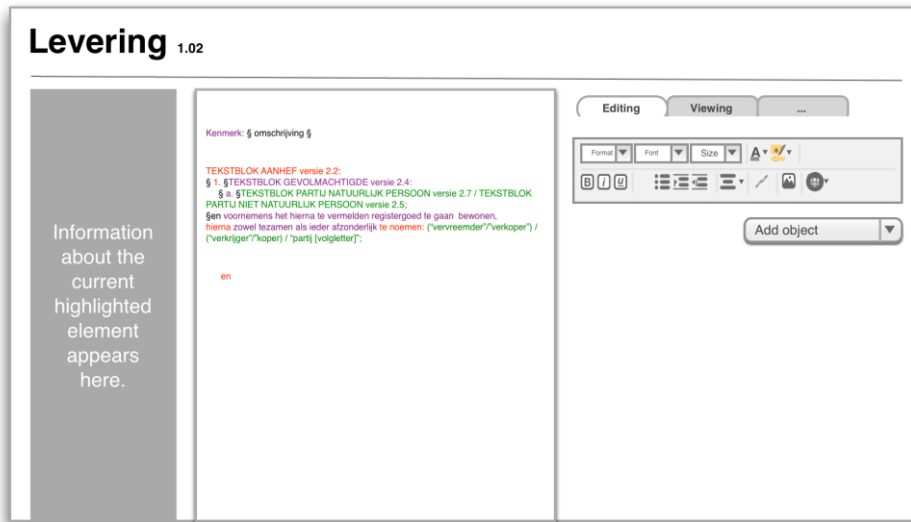 Levering 1.02
Information
about the
current
highlighted
element
appears
here.
Kenmerk: § omschrijving §
TEKSTBLOK AANHEF versie 2.2:
§ 1. §TEKSTBLOK GEVOLMACHTIGDE versie 2.4:
§ a. §TEKSTBLOK PARTIJ NATUURLIJK PERSOON versie 2.7 / TEKSTBLOK
PARTIJ NIET NATUURLIJK PERSOON versie 2.5;
§en voornemens het hierna te vermelden registergoed te gaan bewonen,
hierna zowel tezamen als ieder afzonderlijk te noemen: (“vervreemder”/”verkoper”) /
(“verkrijger”/”koper) / “partij [volgletter]”;
en
Editing Viewing ...
Format Font Size A a
B i U
Add object